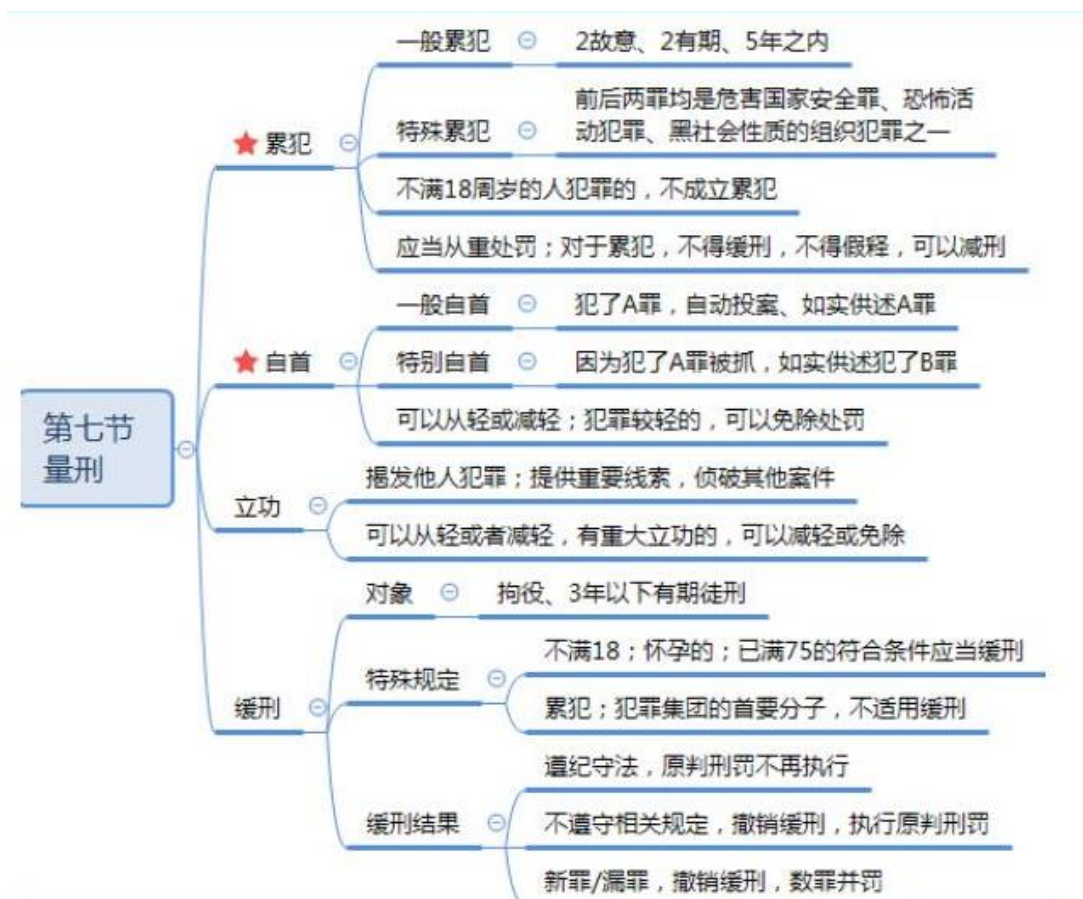 一般累犯
2故意、2有期、5年之内
特殊累犯
前后两罪均是危害国家安全罪、恐怖活
动犯罪、黑社会性质的组织犯罪之一
累犯
不满18周岁的人犯罪的，不成立累犯
应当从重处罚；对于累犯，不得缓刑，不得假释，可以减刑
一般自首
犯了A罪，自动投案、如实供述A罪
自首
特别自首
因为犯了A罪被抓，如实供述犯了B罪
可以从轻或减轻；犯罪较轻的，可以免除处罚
第七节
量刑
揭发他人犯罪；提供重要线索，侦破其他案件
立功
可以从轻或者减轻，有重大立功的，可以减轻或免除
对象
拘役、3年以下有期徒刑
不满18；怀孕的；已满75的符合条件应当缓刑
特殊规定
累犯；犯罪集团的首要分子，不适用缓刑
缓刑
遵纪守法，原判刑罚不再执行
缓刑结果
不遵守相关规定，撤销缓刑，执行原判刑罚
新罪/漏罪，撤销缓刑，数罪并罚